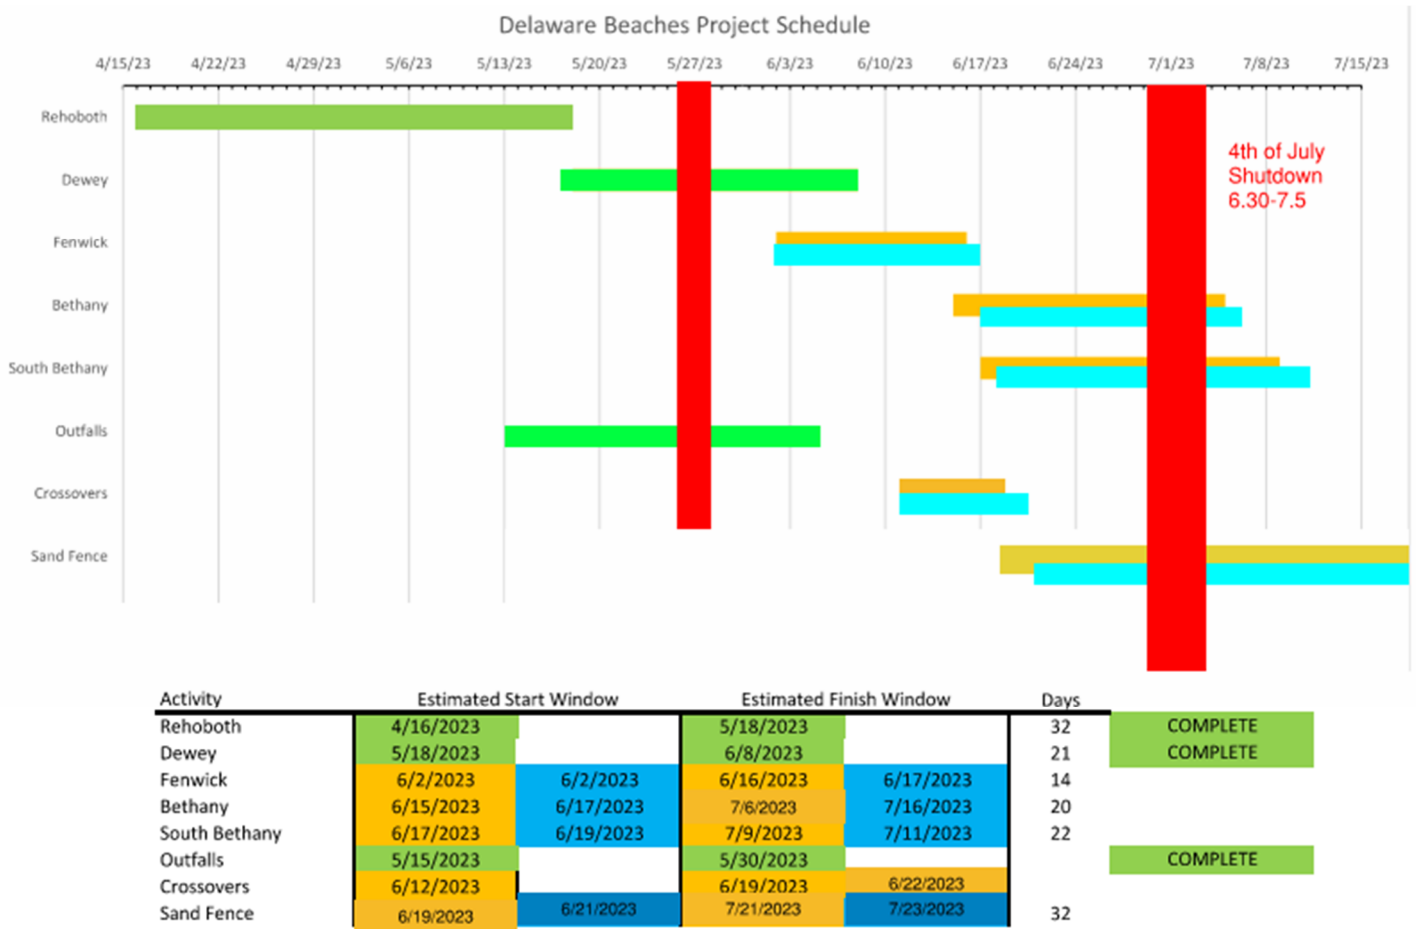 Delaware Beaches Project Schedule
4/15/23 4/22/23 4/29/23 5/6/23 5/13/23 5/20/23 5/27/23 6/3/23 6/10/23 6/17/23 6/24/23 7/1/23 7/8/23 7/15/23
Rehoboth
Dewey
Fenwick
Bethany
South Bethany
Outfalls
Crossovers
Sand Fence
4th of July
Shutdown
6.30-7.5
Activity Estimated Start Window Estimated Finish Window Days
Rehoboth 4/16/2023 5/18/2023 32 COMPLETE
Dewey 5/18/2023 6/8/2023 21 COMPLETE
Fenwick 6/2/2023 6/2/2023 6/16/2023 6/17/2023 14
Bethany 6/15/2023 6/17/2023 7/6/2023 7/16/2023 20
South Bethany 6/17/2023 6/19/2023 7/9/2023 7/11/2023 22
Outfalls 5/15/2023 5/30/2023 COMPLETE
Crossovers 6/12/2023 6/19/2023 6/22/2023
Sand Fence 6/19/2023 6/21/2023 7/21/2023 7/23/2023 32